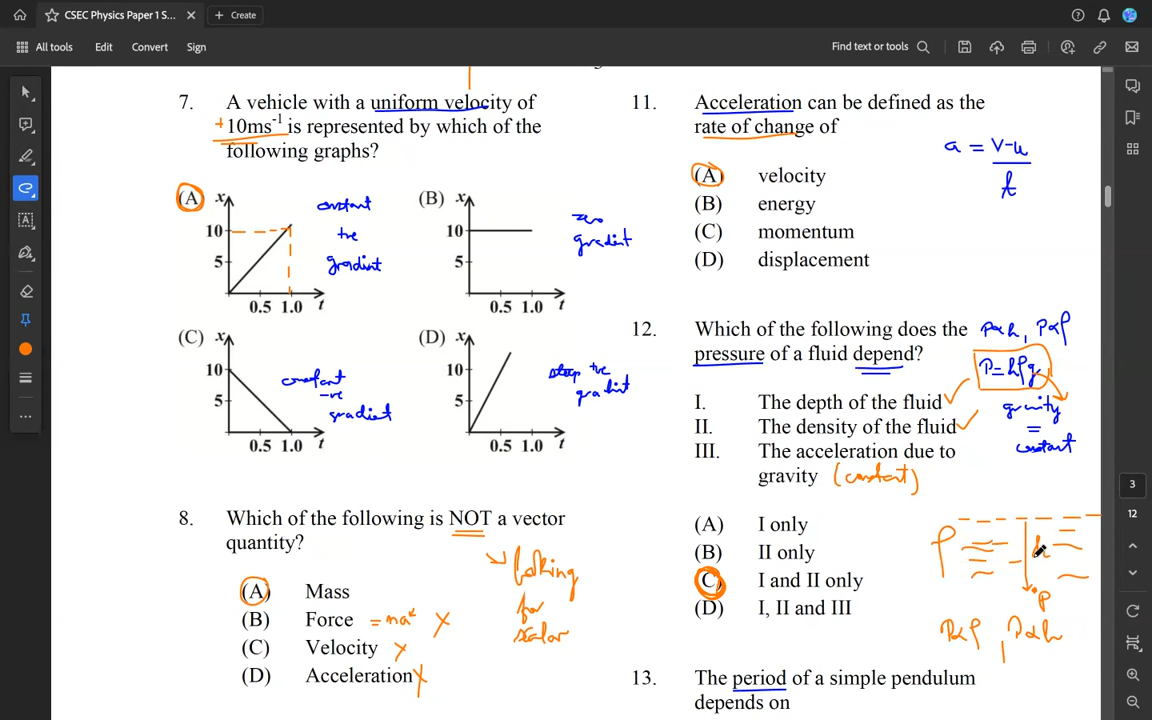 CSEC Physics Paper 1 S...
Create
All tools
Edit
Convert
Sign
Find text or tools
7. A vehicle with a uniform velocity of
+10ms⁻¹ is represented by which of the
following graphs?
(A) x
10
5
0.5 1.0 t
constant
+ve
gradient
(B) x
10
5
0.5 1.0 t
zero
gradient
(C) x
10
5
0.5 1.0 t
constant
-ve
gradient
(D) x
10
5
0.5 1.0 t
steep +ve
gradient
8. Which of the following is NOT a vector
quantity?
looking
for
scalar
(A) Mass
(B) Force = ma
(C) Velocity
(D) Acceleration
11. Acceleration can be defined as the
rate of change of
a = v-u
t
(A) velocity
(B) energy
(C) momentum
(D) displacement
12. Which of the following does the
pressure of a fluid depend?
P∝h, P∝ρ
P=hρg
gravity
=
constant
I. The depth of the fluid
II. The density of the fluid
III. The acceleration due to
gravity (constant)
(A) I only
(B) II only
(C) I and II only
(D) I, II and III
ρ
h
P
P∝ρ, P∝h
13. The period of a simple pendulum
depends on
3
12